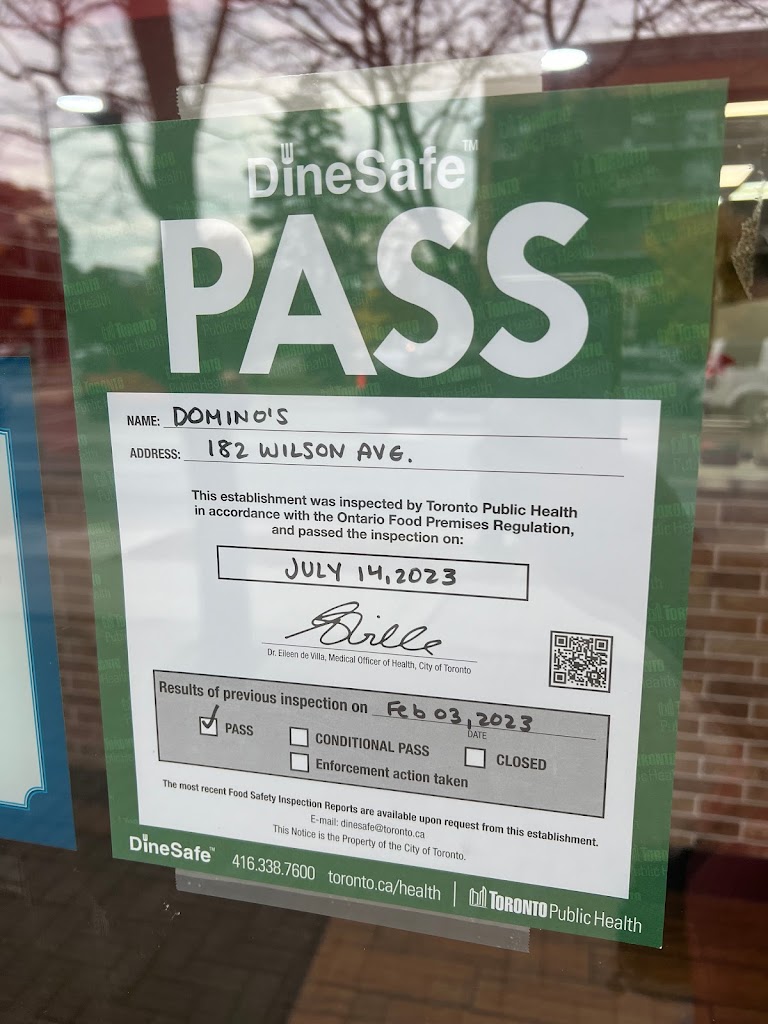 DineSafe™
PASS
NAME: DOMINO'S
ADDRESS: 182 WILSON AVE.
This establishment was inspected by Toronto Public Health
in accordance with the Ontario Food Premises Regulation,
and passed the inspection on:
JULY 14, 2023
Dr. Eileen de Villa, Medical Officer of Health, City of Toronto
Results of previous inspection on Feb 03, 2023
DATE
PASS
CONDITIONAL PASS
CLOSED
Enforcement action taken
The most recent Food Safety Inspection Reports are available upon request from this establishment.
E-mail: dinesafe@toronto.ca
This Notice is the Property of the City of Toronto.
DineSafe™ 416.338.7600 toronto.ca/health | TORONTO Public Health